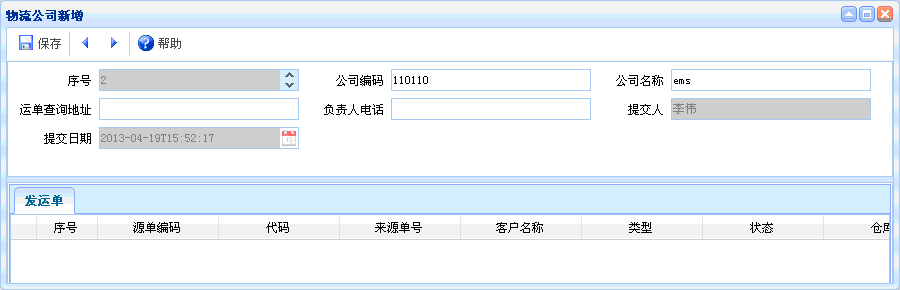 物流公司新增
保存 帮助
序号 2 公司编码 110110 公司名称 ems
运单查询地址 负责人电话 提交人 李伟
提交日期 2013-04-19T15:52:17
发运单
序号 源单编码 代码 来源单号 客户名称 类型 状态 仓库